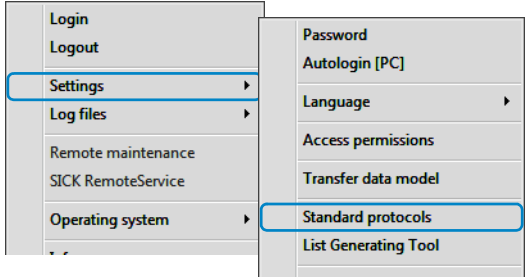 Login
Logout
Settings
Log files
Remote maintenance
SICK RemoteService
Operating system
Password
Autologin [PC]
Language
Access permissions
Transfer data model
Standard protocols
List Generating Tool